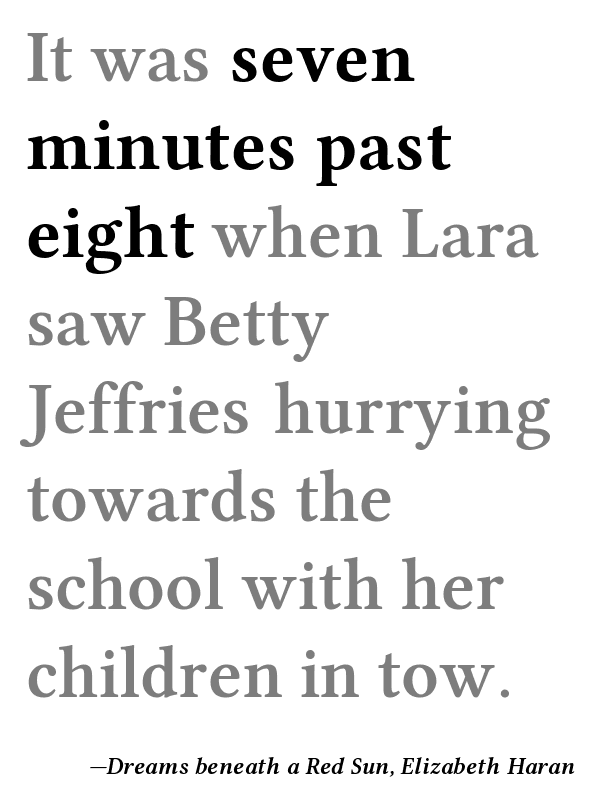 It was seven
minutes past
eight when Lara
saw Betty
Jeffries hurrying
towards the
school with her
children in tow.
—Dreams beneath a Red Sun, Elizabeth Haran